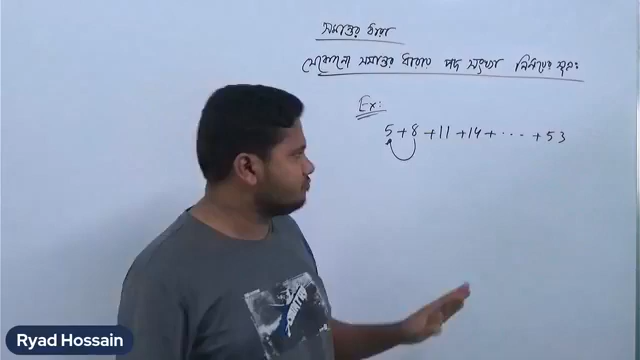 সমান্তর ধারা
যেকোনো সমান্তর ধারায় পদ সংখ্যা নির্ণয়ের সূত্রঃ
Ex:
5 + 8 + 11 + 14 + ... + 53
Ryad Hossain